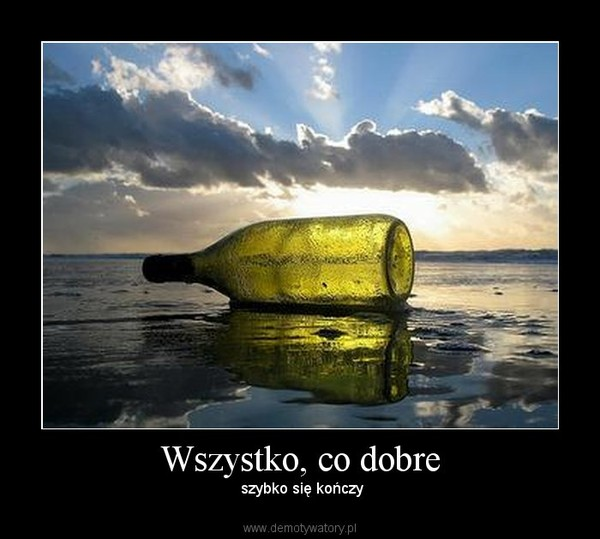 Wszystko, co dobre
szybko się kończy
www.demotywatory.pl